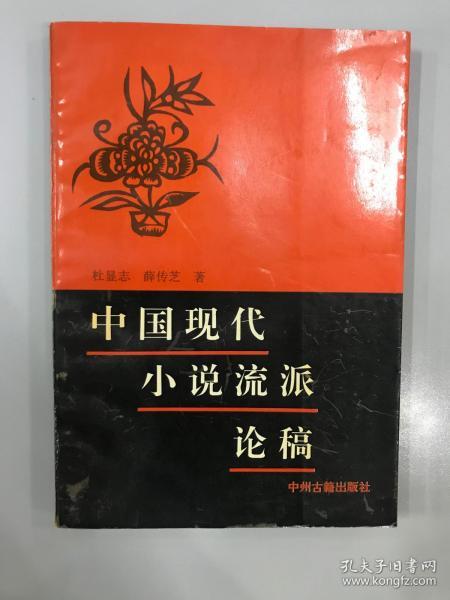 杜显志 薛传芝 著
中国现代
小说流派
论稿
中州古籍出版社
孔夫子旧书网
www.kongfz.com